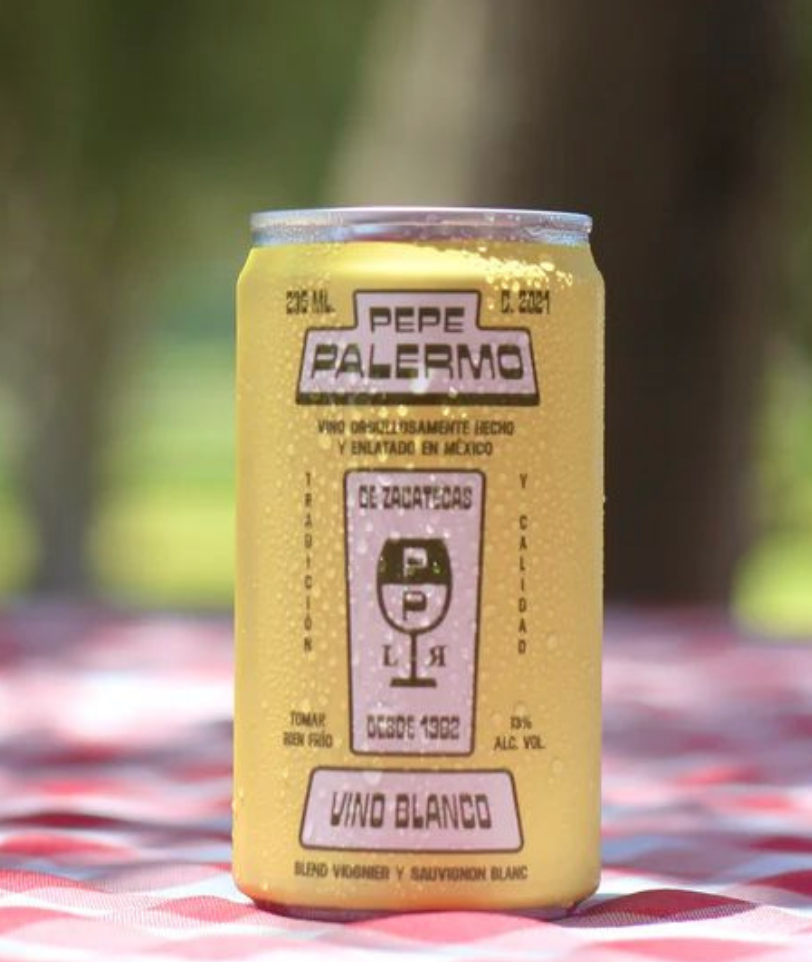 235 ML.
C. 2021
PEPE
PALERMO
VINO ORGULLOSAMENTE HECHO
Y ENLATADO EN MÉXICO
TRADICIÓN
Y CALIDAD
DE ZACATECAS
P
P
L R
DESDE
TOMAR
BIEN FRÍO
13%
ALC. VOL.
VINO BLANCO
BLEND VIOGNIER Y SAUVIGNON BLANC